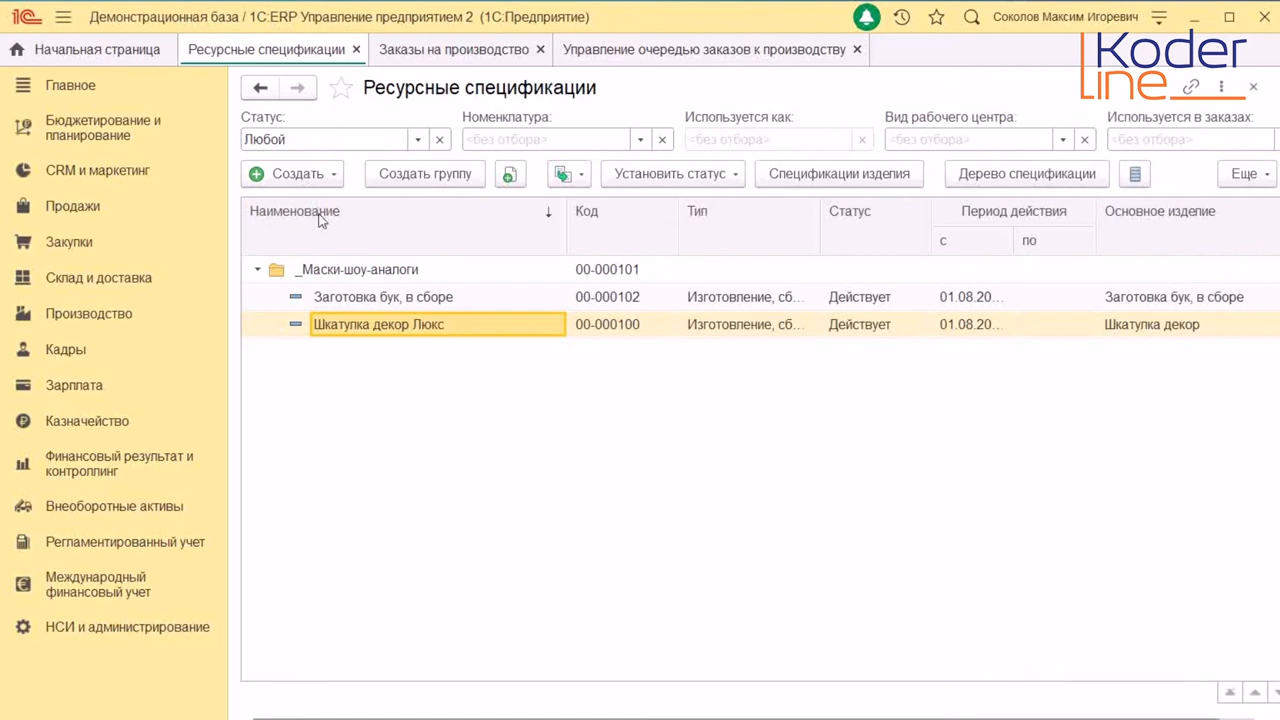 Демонстрационная база / 1С:ERP Управление предприятием 2 (1С:Предприятие)
Соколов Максим Игоревич
Начальная страница
Ресурсные спецификации
Заказы на производство
Управление очередью заказов к производству
Koder
line
Главное
Бюджетирование и
планирование
CRM и маркетинг
Продажи
Закупки
Склад и доставка
Производство
Кадры
Зарплата
Казначейство
Финансовый результат и
контроллинг
Внеоборотные активы
Регламентированный учет
Международный
финансовый учет
НСИ и администрирование
Ресурсные спецификации
Статус: Номенклатура: Используется как: Вид рабочего центра: Используется в заказах:
Любой <без отбора> <без отбора> <без отбора> <без отбора>
Создать Создать группу Установить статус Спецификации изделия Дерево спецификации Еще
Наименование Код Тип Статус Период действия Основное изделие
с по
_Маски-шоу-аналоги 00-000101
Заготовка бук, в сборе 00-000102 Изготовление, сб... Действует 01.08.20... Заготовка бук, в сборе
Шкатулка декор Люкс 00-000100 Изготовление, сб... Действует 01.08.20... Шкатулка декор